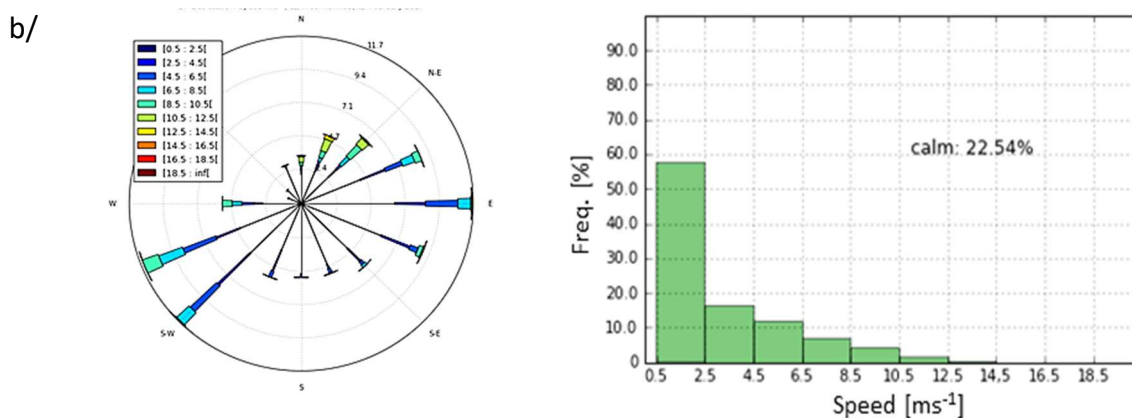 b/
N
11.7
N-E
9.4
7.1
[0.5 : 2.5[
[2.5 : 4.5[
[4.5 : 6.5[
[6.5 : 8.5[
[8.5 : 10.5[
[10.5 : 12.5[
[12.5 : 14.5[
[14.5 : 16.5[
[16.5 : 18.5[
[18.5 : inf[
W
E
S-W
S-E
S
Freq. [%]
90.0
80.0
70.0
60.0
50.0
40.0
30.0
20.0
10.0
0
calm: 22.54%
0.5 2.5 4.5 6.5 8.5 10.5 12.5 14.5 16.5 18.5
Speed [ms⁻¹]